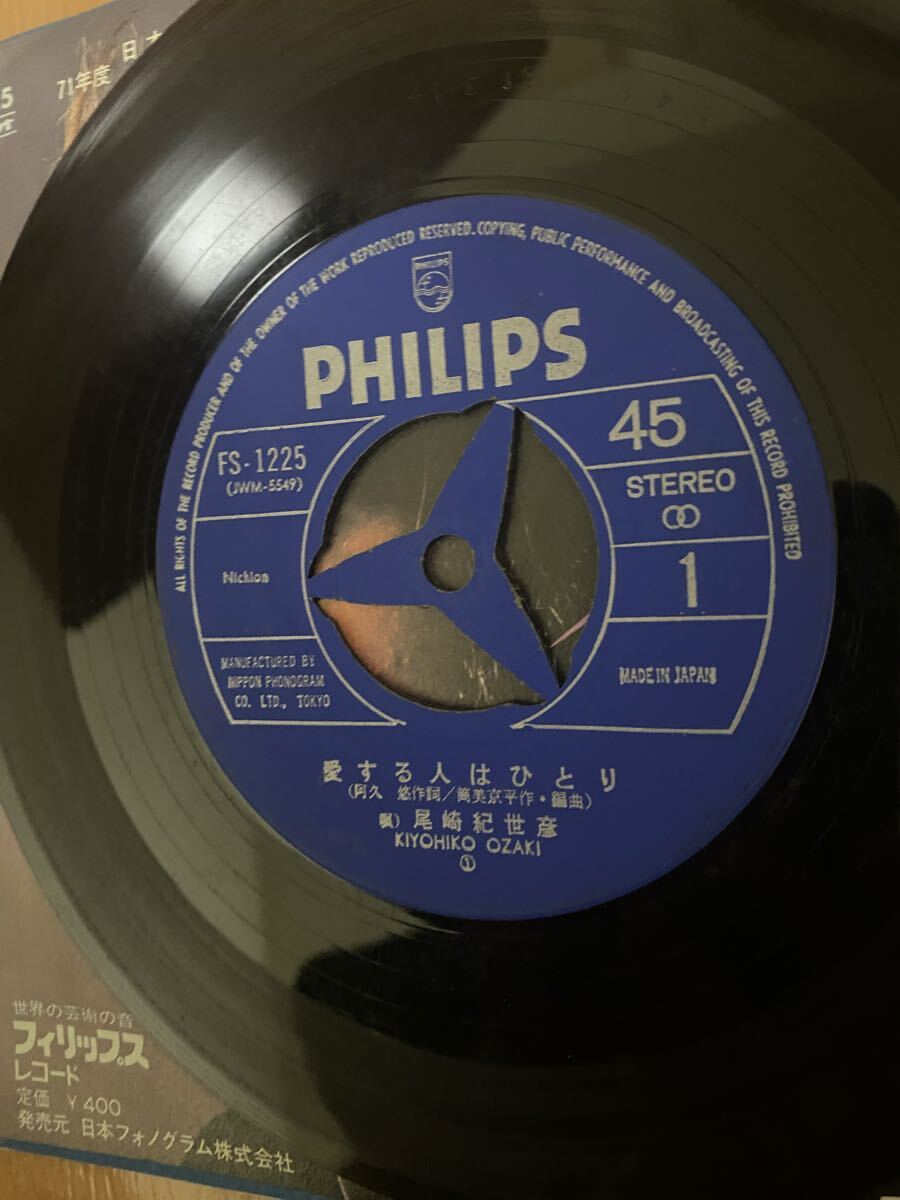 71年度 日
5
ALL RIGHTS OF THE RECORD PRODUCER AND OF THE OWNER OF THE WORK REPRODUCED RESERVED. COPYING, PUBLIC PERFORMANCE AND BROADCASTING OF THIS RECORD PROHIBITED
PHILIPS
PHILIPS
FS-1225
(JWM-5549)
45
STEREO
Nichion
1
MANUFACTURED BY
NIPPON PHONOGRAM
CO. LTD., TOKYO
MADE IN JAPAN
愛する人はひとり
(阿久 悠作詞/筒美京平作・編曲)
唄) 尾崎紀世彦
KIYOHIKO OZAKI
①
世界の芸術の音
フィリップス
レコード
定価 ¥400
発売元 日本フォノグラム株式会社